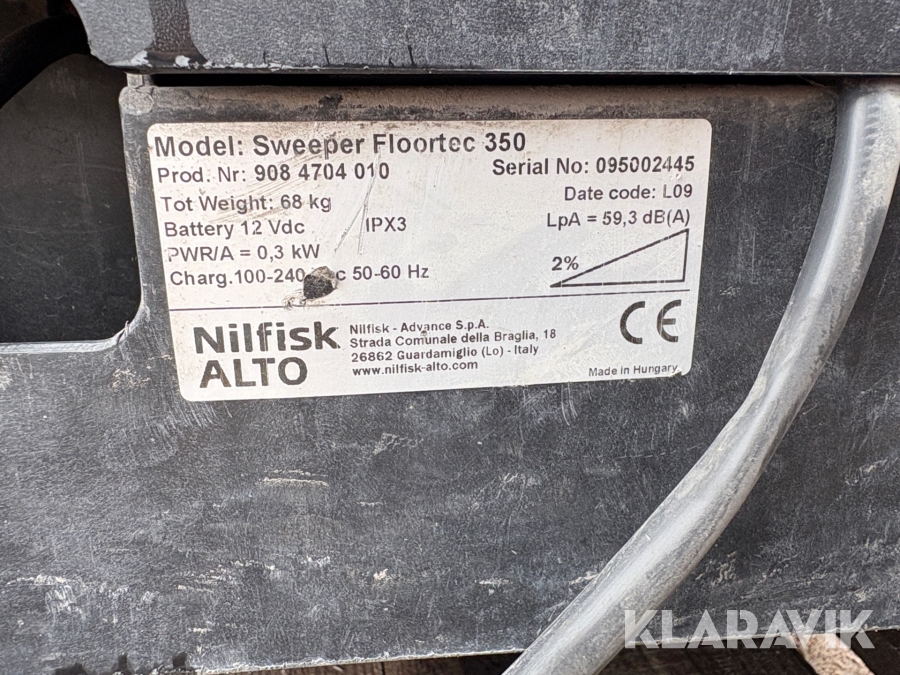 Model: Sweeper Floortec 350
Prod. Nr: 908 4704 010
Serial No: 095002445
Tot Weight: 68 kg
Date code: L09
Battery 12 Vdc
IPX3
LpA = 59,3 dB(A)
PWR/A = 0,3 kW
Charg.100-240 c 50-60 Hz
2%
Nilfisk
ALTO
Nilfisk - Advance S.p.A.
Strada Comunale della Braglia, 18
26862 Guardamiglio (Lo) - Italy
www.nilfisk-alto.com
CE
Made in Hungary
KLARAVIK